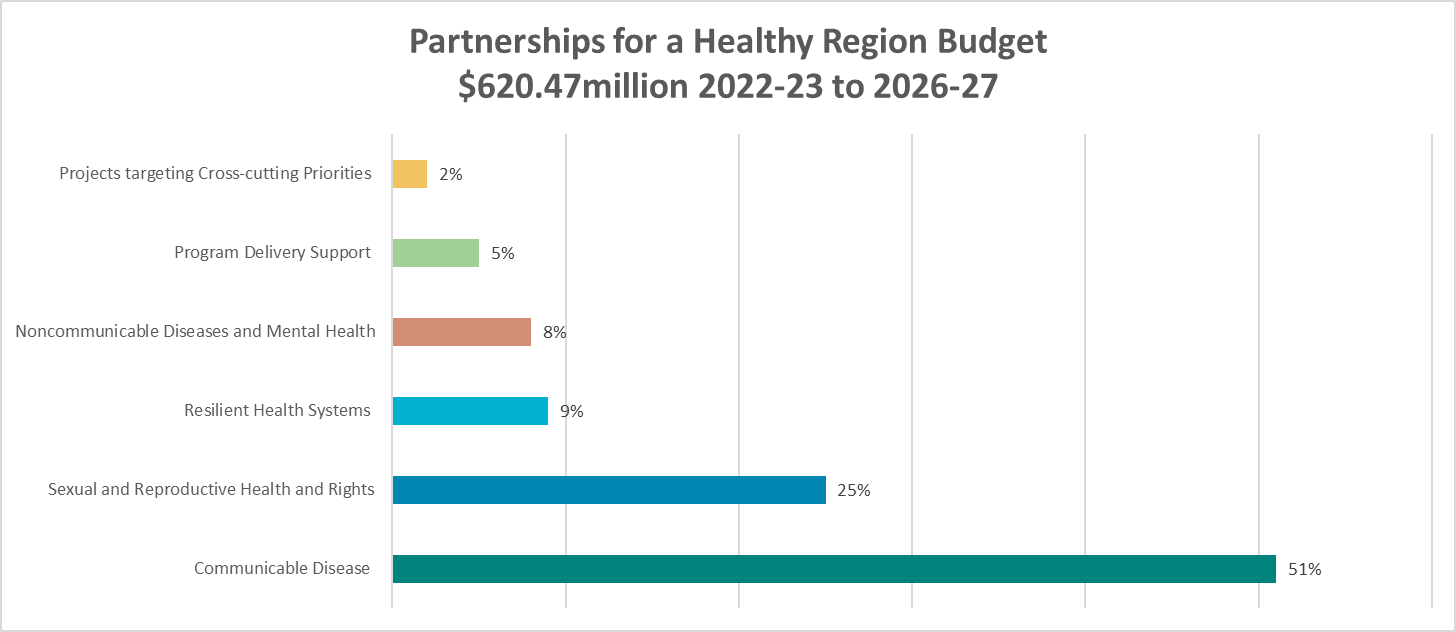 Partnerships for a Healthy Region Budget
$620.47million 2022-23 to 2026-27
Projects targeting Cross-cutting Priorities 2%
Program Delivery Support 5%
Noncommunicable Diseases and Mental Health 8%
Resilient Health Systems 9%
Sexual and Reproductive Health and Rights 25%
Communicable Disease 51%